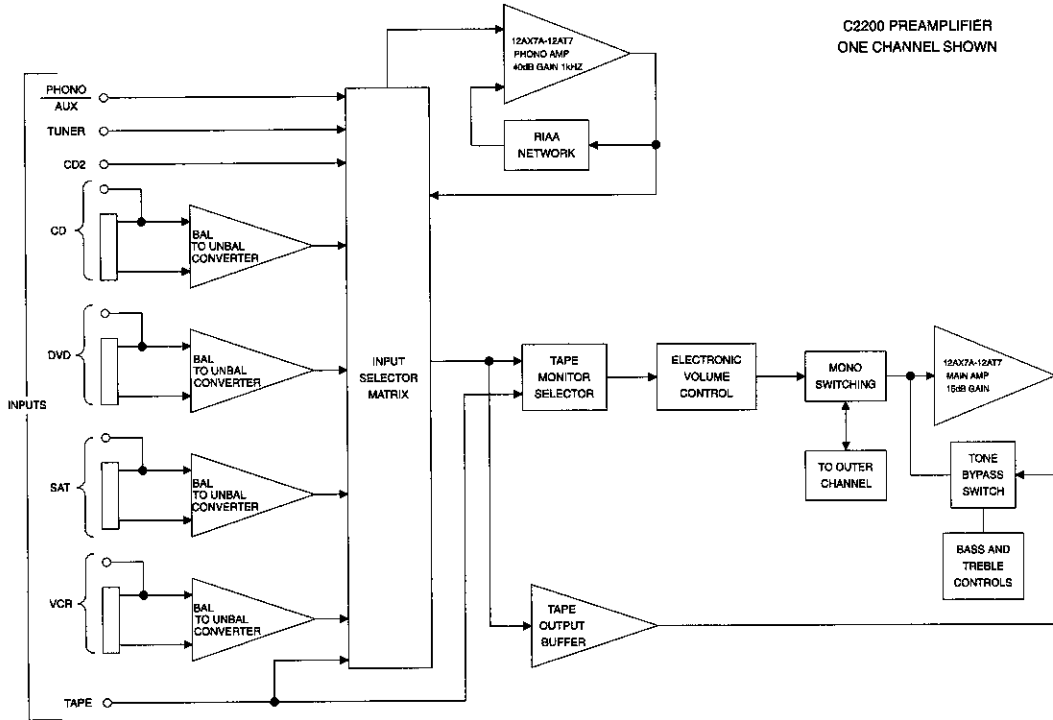 C2200 PREAMPLIFIER
ONE CHANNEL SHOWN
12AX7A-12AT7
PHONO AMP
40dB GAIN 1kHZ
RIAA
NETWORK
INPUTS
PHONO
AUX
TUNER
CD2
CD
BAL
TO UNBAL
CONVERTER
DVD
BAL
TO UNBAL
CONVERTER
SAT
BAL
TO UNBAL
CONVERTER
VCR
BAL
TO UNBAL
CONVERTER
TAPE
INPUT
SELECTOR
MATRIX
TAPE
MONITOR
SELECTOR
ELECTRONIC
VOLUME
CONTROL
MONO
SWITCHING
12AX7A-12AT7
MAIN AMP
15dB GAIN
TO OUTER
CHANNEL
TONE
BYPASS
SWITCH
BASS AND
TREBLE
CONTROLS
TAPE
OUTPUT
BUFFER